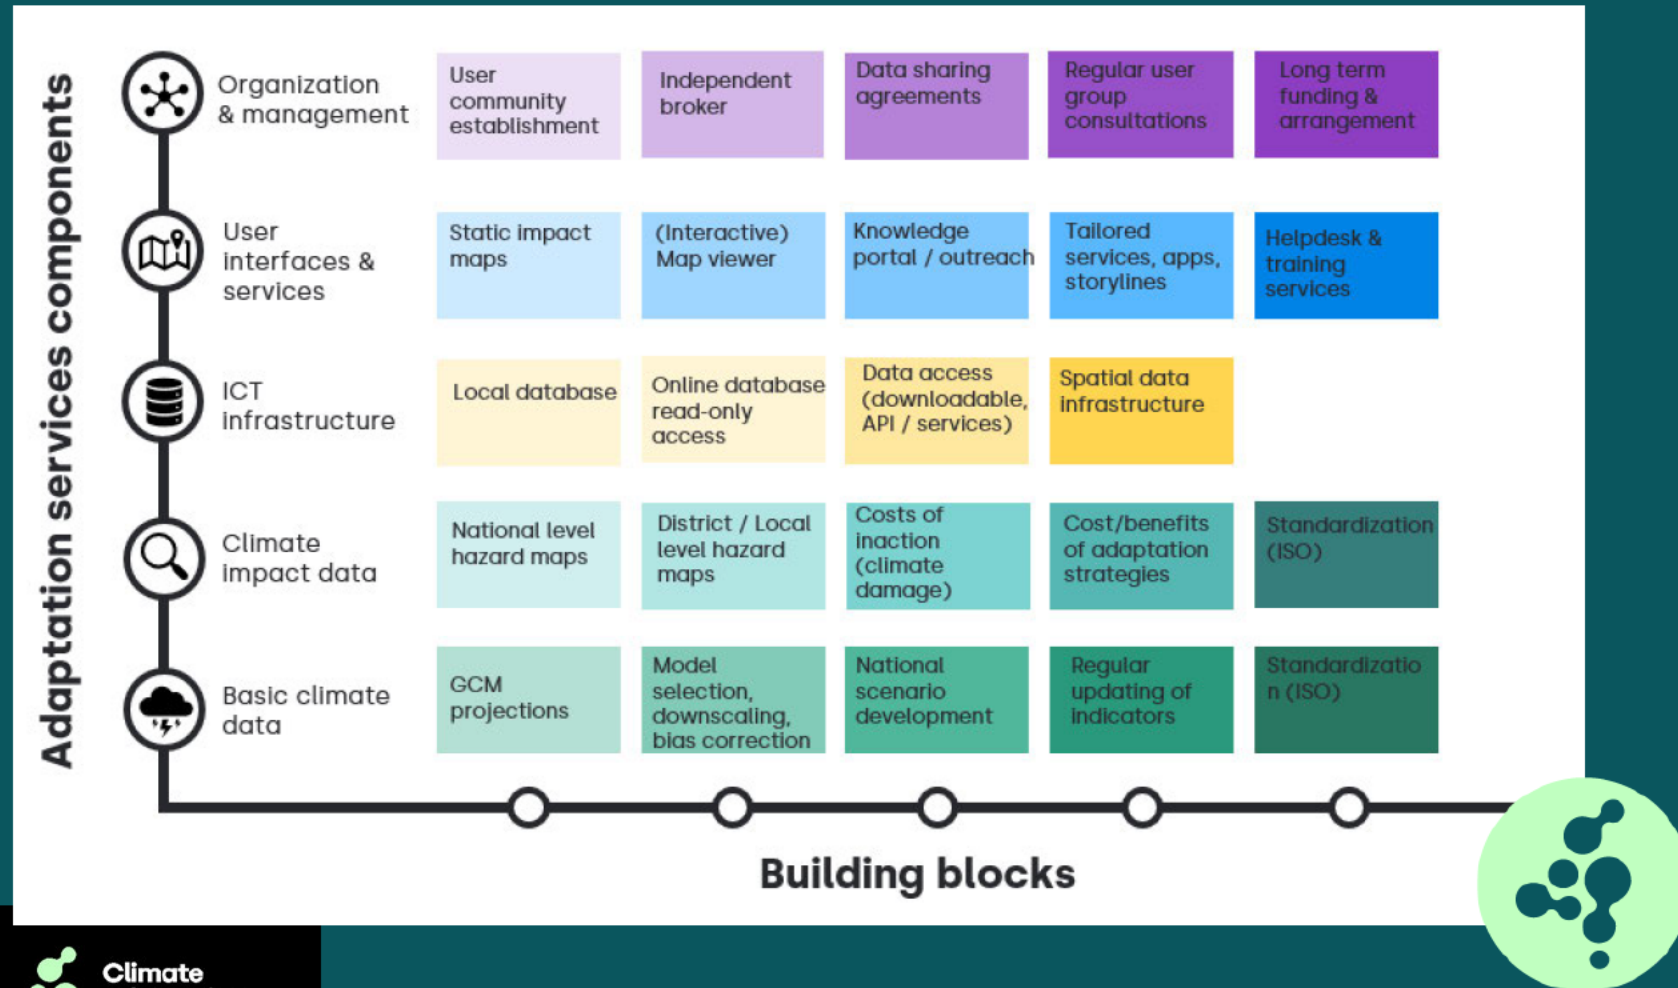 Adaptation services components
Organization
& management
User
community
establishment
Independent
broker
Data sharing
agreements
Regular user
group
consultations
Long term
funding &
arrangement
User
interfaces &
services
Static impact
maps
(Interactive)
Map viewer
Knowledge
portal / outreach
Tailored
services, apps,
storylines
Helpdesk &
training
services
ICT
infrastructure
Local database
Online database
read-only
access
Data access
(downloadable,
API / services)
Spatial data
infrastructure
Climate
impact data
National level
hazard maps
District / Local
level hazard
maps
Costs of
inaction
(climate
damage)
Cost/benefits
of adaptation
strategies
Standardization
(ISO)
Basic climate
data
GCM
projections
Model
selection,
downscaling,
bias correction
National
scenario
development
Regular
updating of
indicators
Standardizatio
n (ISO)
Building blocks
Climate